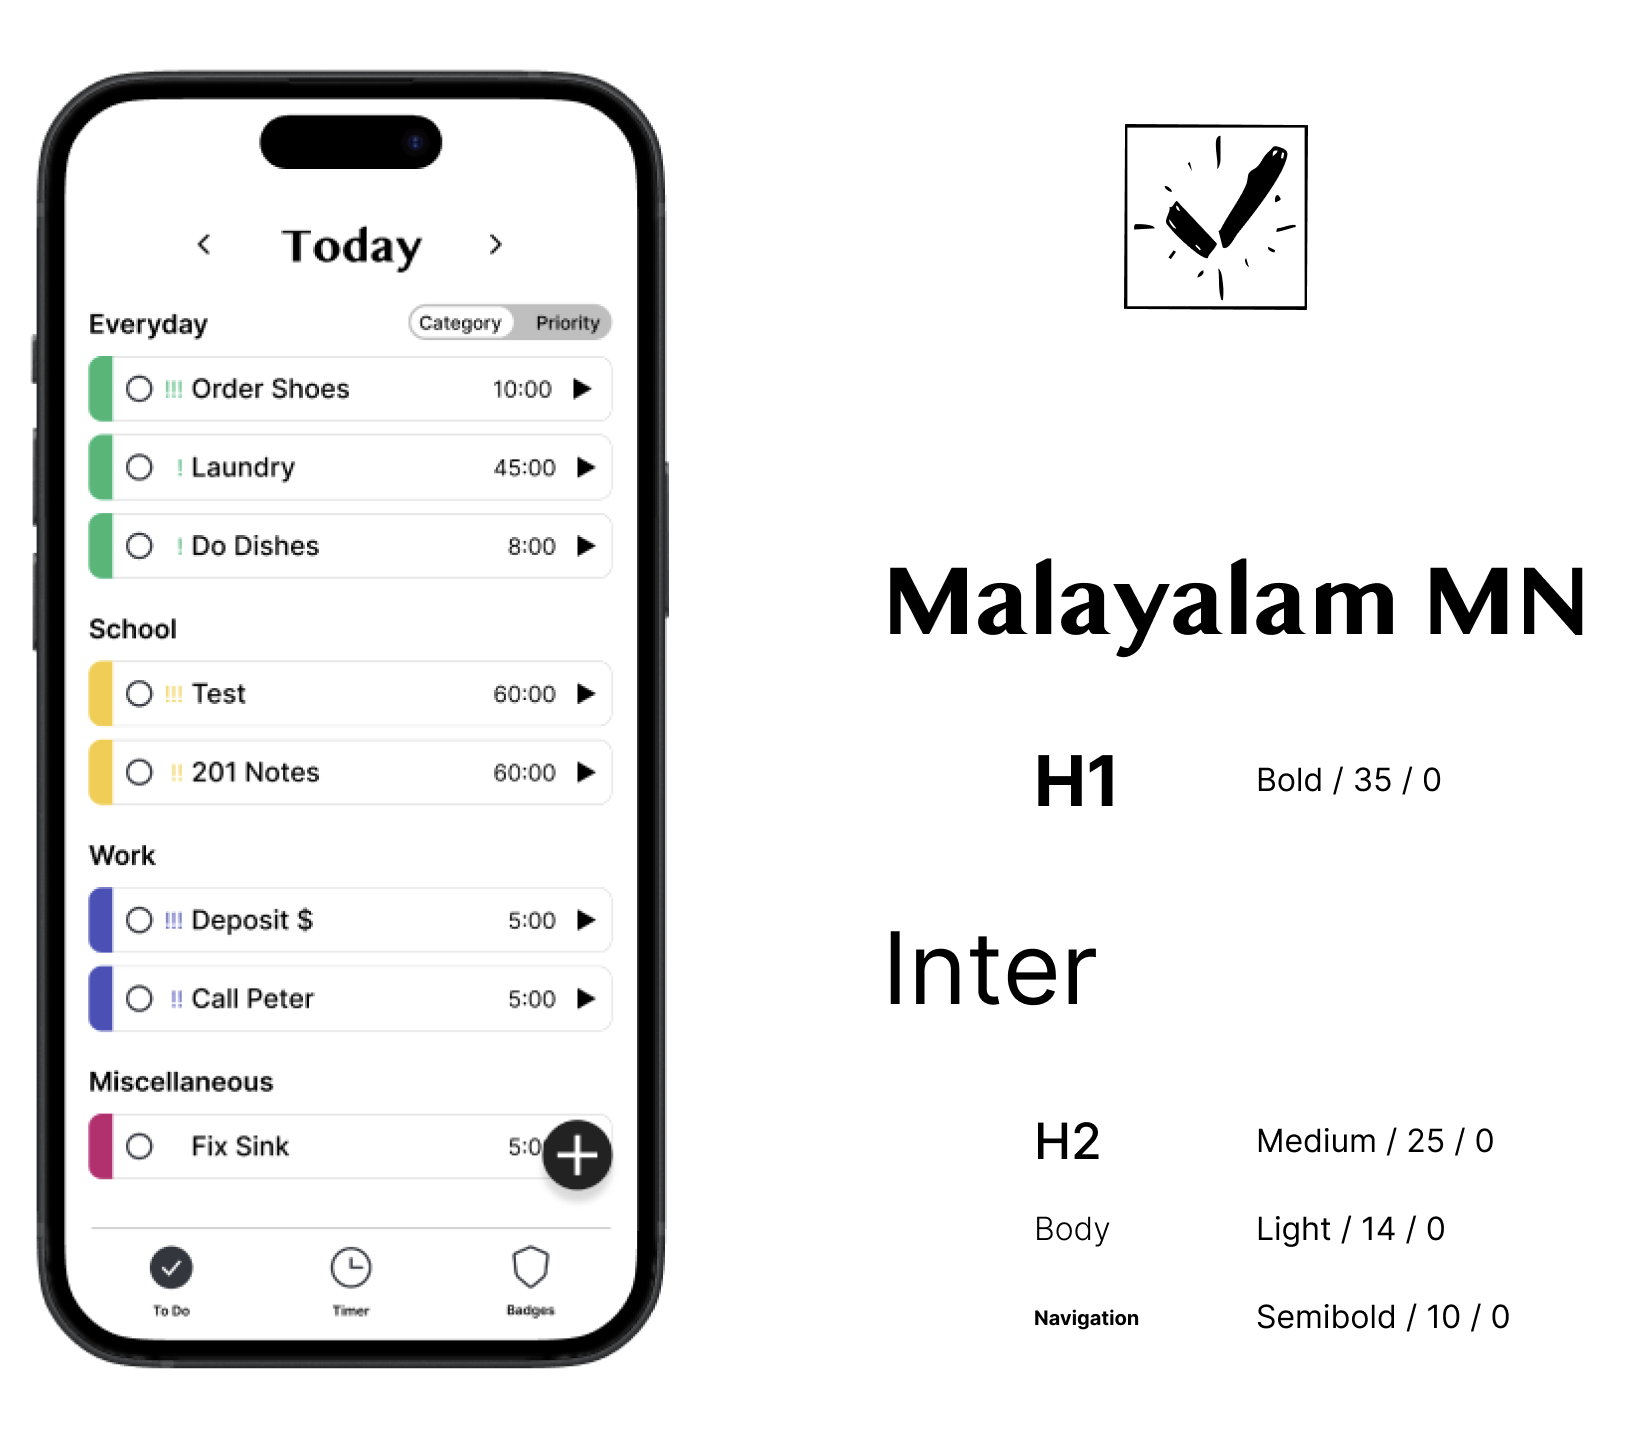 Today
Everyday
Category Priority
!!! Order Shoes 10:00
! Laundry 45:00
! Do Dishes 8:00
School
!!! Test 60:00
!! 201 Notes 60:00
Work
!!! Deposit $ 5:00
!! Call Peter 5:00
Miscellaneous
Fix Sink 5:0
To Do Timer Badges
Malayalam MN
H1 Bold / 35 / 0
Inter
H2 Medium / 25 / 0
Body Light / 14 / 0
Navigation Semibold / 10 / 0